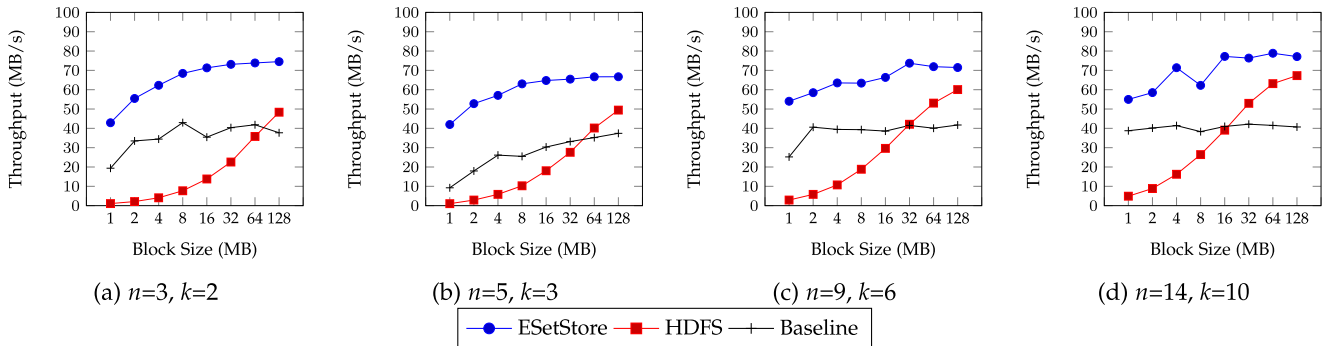 Throughput (MB/s)
100
90
80
70
60
50
40
30
20
10
0
1 2 4 8 16 32 64 128
Block Size (MB)
(a) n=3, k=2
Throughput (MB/s)
100
90
80
70
60
50
40
30
20
10
0
1 2 4 8 16 32 64 128
Block Size (MB)
(b) n=5, k=3
Throughput (MB/s)
100
90
80
70
60
50
40
30
20
10
0
1 2 4 8 16 32 64 128
Block Size (MB)
(c) n=9, k=6
Throughput (MB/s)
100
90
80
70
60
50
40
30
20
10
0
1 2 4 8 16 32 64 128
Block Size (MB)
(d) n=14, k=10
ESetStore HDFS Baseline